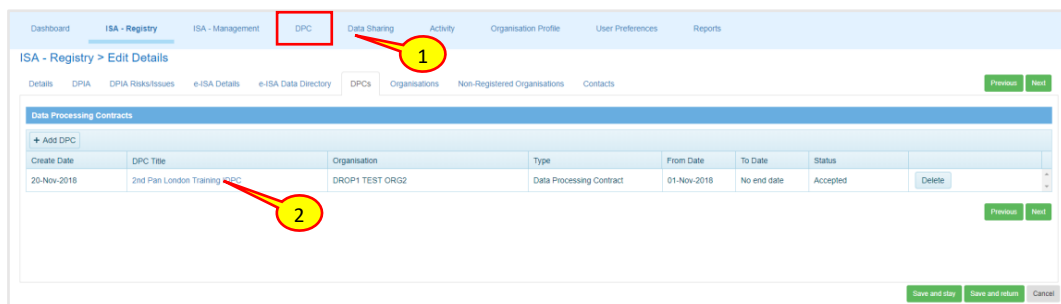 Dashboard ISA - Registry ISA - Management DPC Data Sharing Activity Organisation Profile User Preferences Reports
1
ISA - Registry > Edit Details
Details DPIA DPIA Risks/Issues e-ISA Details e-ISA Data Directory DPCs Organisations Non-Registered Organisations Contacts Previous Next
Data Processing Contracts
+ Add DPC
Create Date DPC Title Organisation Type From Date To Date Status
20-Nov-2018 2nd Pan London Training DROP1 TEST ORG2 Data Processing Contract 01-Nov-2018 No end date Accepted Delete
2
Previous Next
Save and stay Save and return Cancel